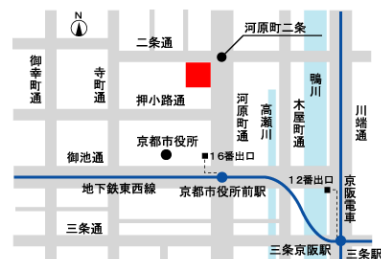 N
河原町二条
二条通
御幸町通
寺町通
押小路通
河原町通
高瀬川
木屋町通
鴨川
川端通
京都市役所
16番出口
御池通
12番出口
地下鉄東西線
京都市役所前駅
京阪電車
三条通
三条京阪駅
三条駅